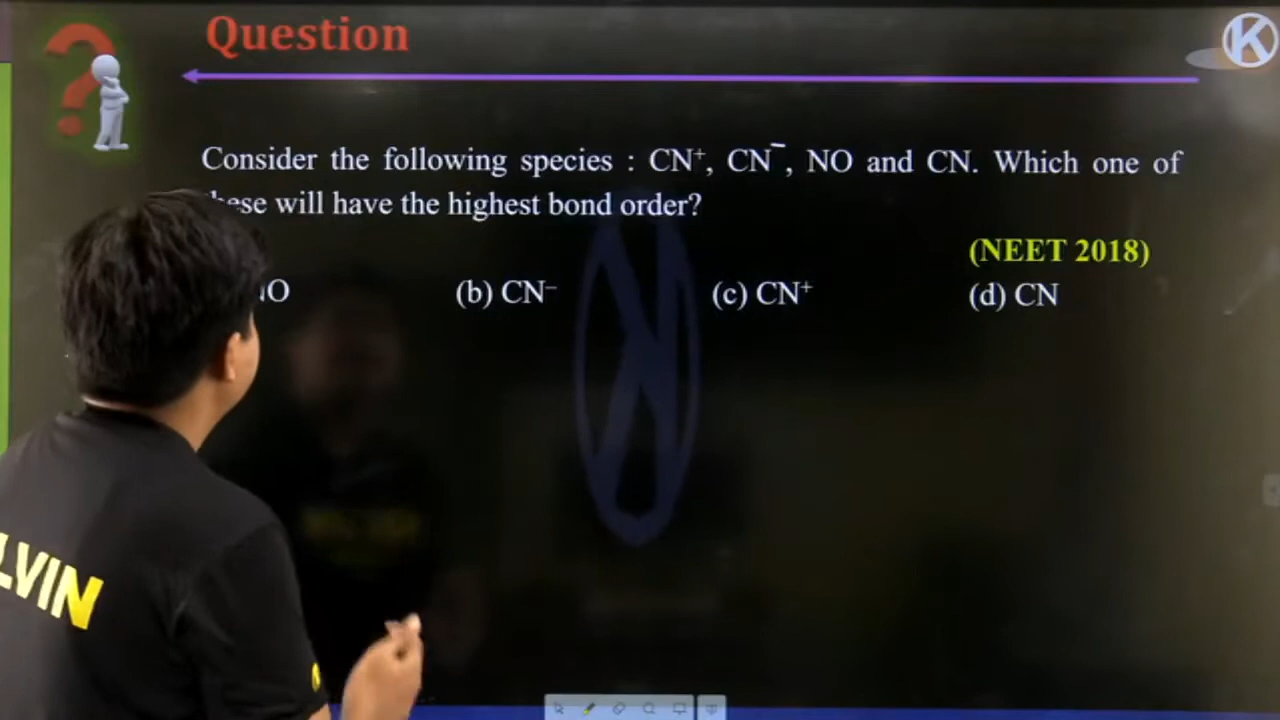 Question
K
Consider the following species : CN⁺, CN⁻, NO and CN. Which one of
will have the highest bond order?
(NEET 2018)
(b) CN⁻ (c) CN⁺ (d) CN
LVIN